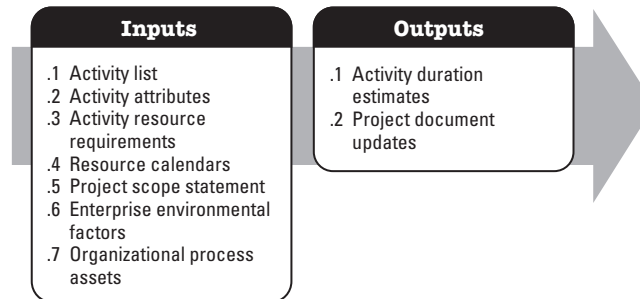 Inputs
.1 Activity list
.2 Activity attributes
.3 Activity resource
requirements
.4 Resource calendars
.5 Project scope statement
.6 Enterprise environmental
factors
.7 Organizational process
assets
Outputs
.1 Activity duration
estimates
.2 Project document
updates